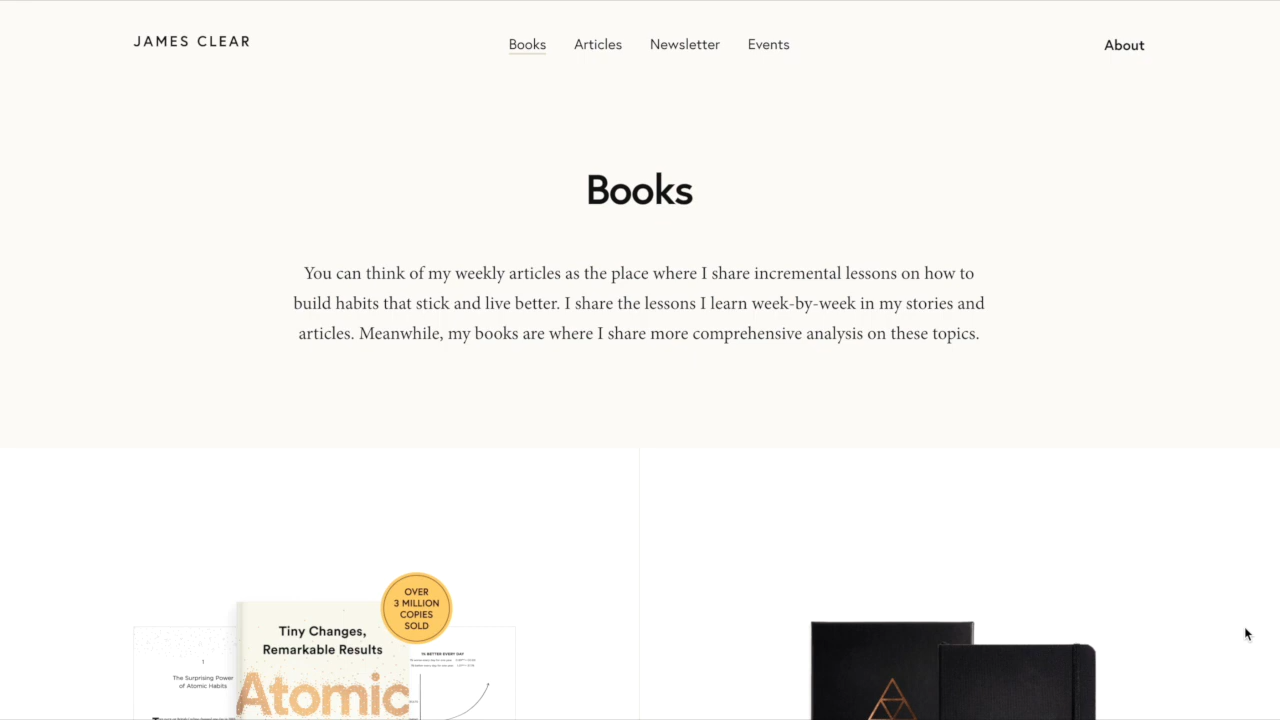 JAMES CLEAR
Books Articles Newsletter Events
About
Books
You can think of my weekly articles as the place where I share incremental lessons on how to
build habits that stick and live better. I share the lessons I learn week-by-week in my stories and
articles. Meanwhile, my books are where I share more comprehensive analysis on these topics.
OVER
3 MILLION
COPIES
SOLD
Tiny Changes,
Remarkable Results
Atomic
1
The Surprising Power
of Atomic Habits
1% BETTER EVERY DAY